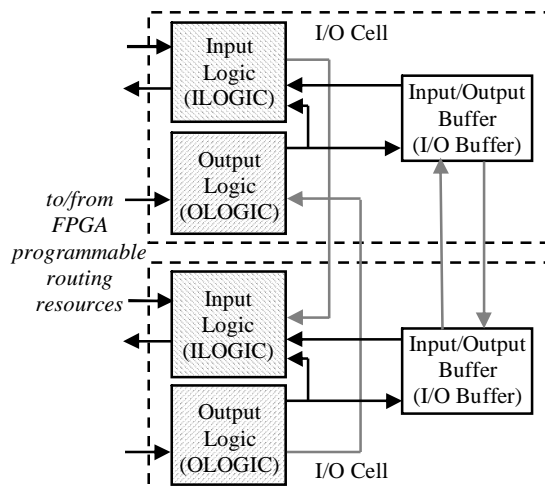 I/O Cell
Input
Logic
(ILOGIC)
Input/Output
Buffer
(I/O Buffer)
Output
Logic
(OLOGIC)
to/from
FPGA
programmable
routing
resources
Input
Logic
(ILOGIC)
Input/Output
Buffer
(I/O Buffer)
Output
Logic
(OLOGIC)
I/O Cell